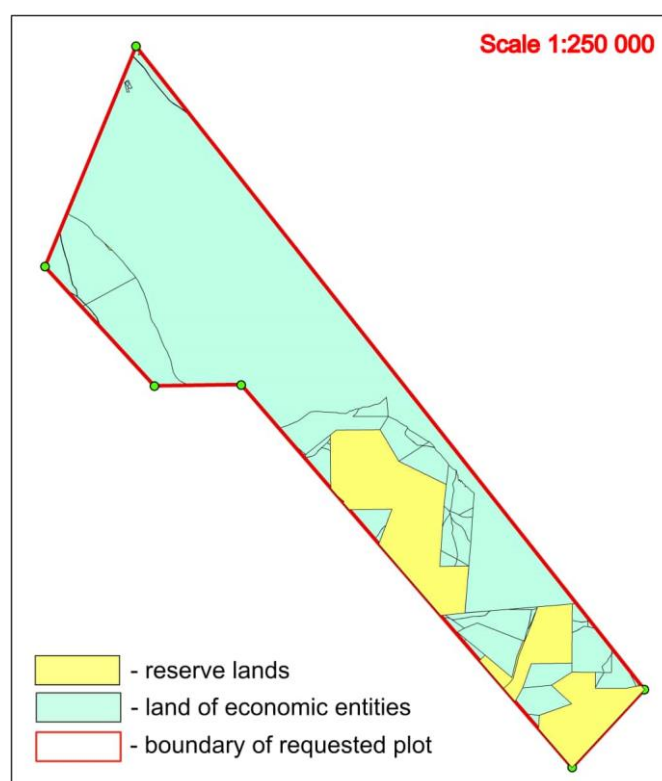 Scale 1:250 000
- reserve lands
- land of economic entities
- boundary of requested plot